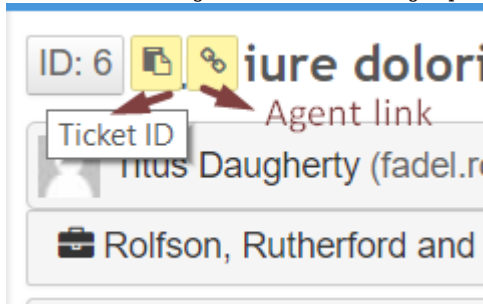 ID: 6 iure dolori
Ticket ID
Agent link
Titus Daugherty (fadel.r
Rolfson, Rutherford and